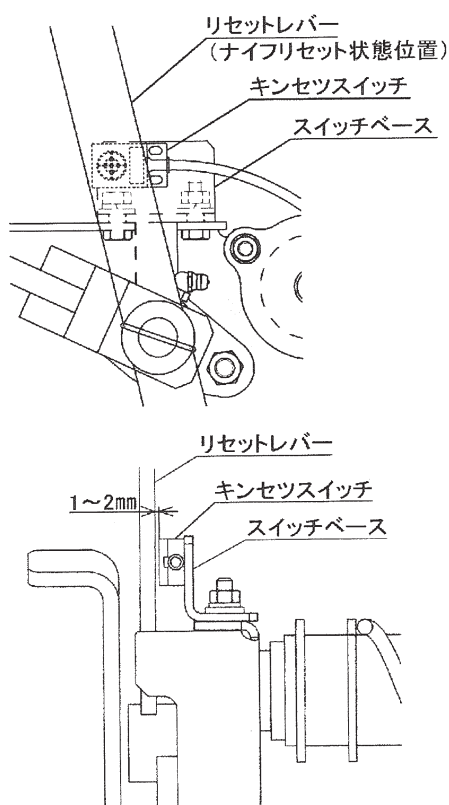 リセットレバー
(ナイフリセット状態位置)
キンセツスイッチ
スイッチベース
リセットレバー
1～2mm
キンセツスイッチ
スイッチベース